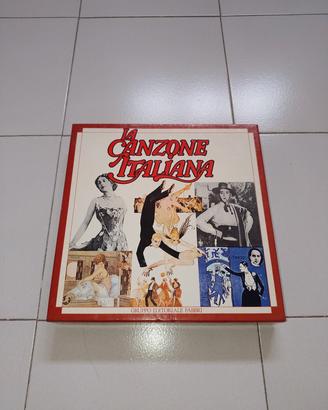 LA
CANZONE
ITALIANA
GRUPPO EDITORIALE FABBRI